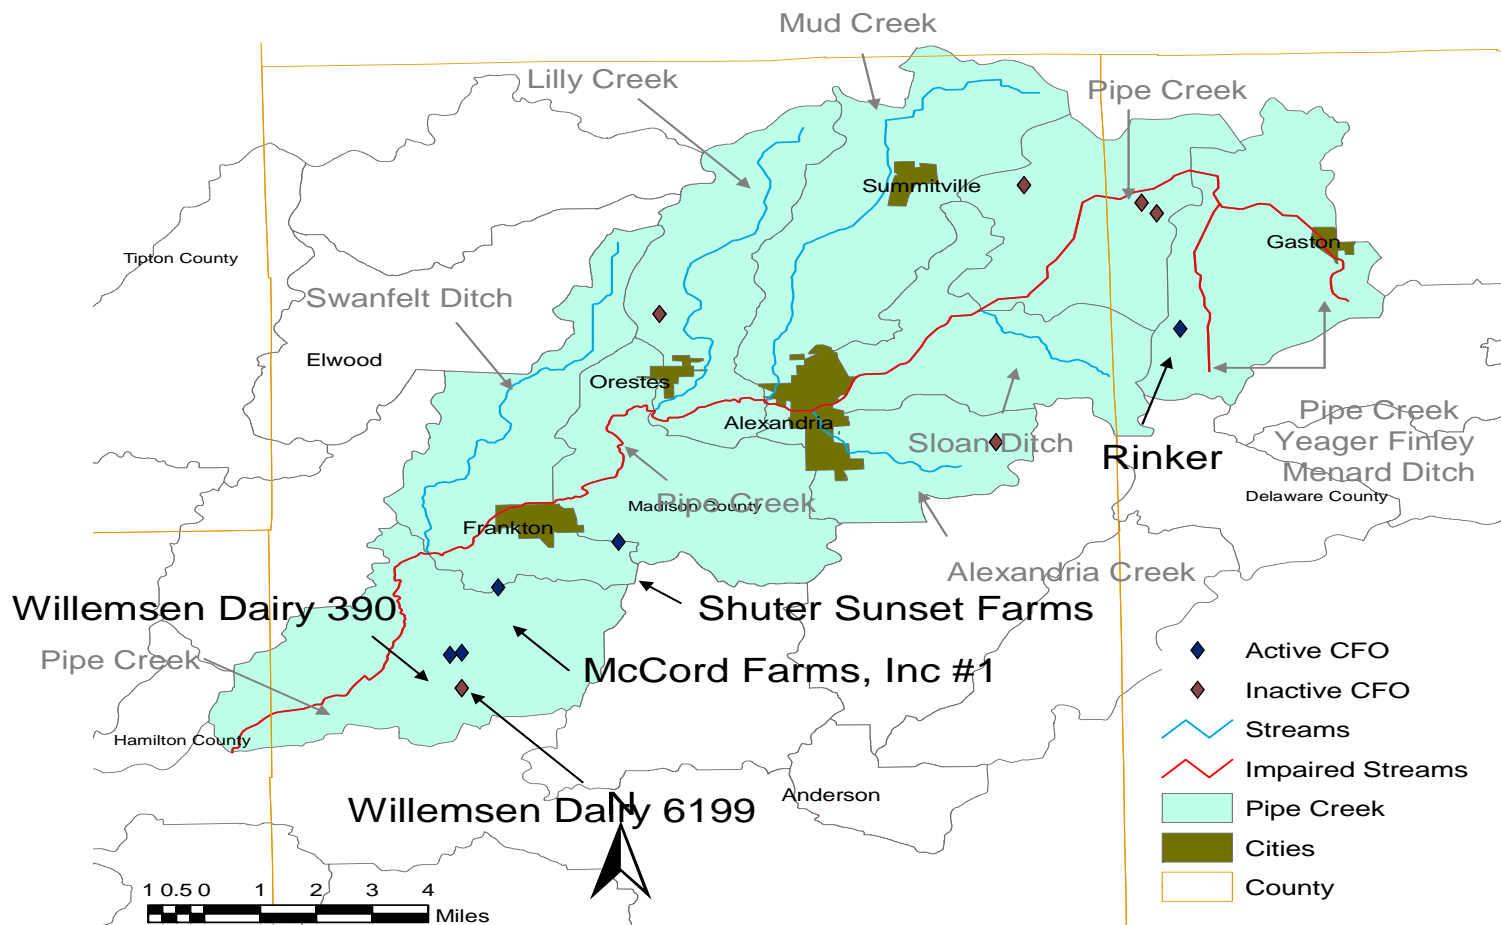 Mud Creek
Lilly Creek
Pipe Creek
Summitville
Gaston
Tipton County
Swanfelt Ditch
Elwood
Orestes
Alexandria
Sloan Ditch
Rinker
Pipe Creek
Yeager Finley
Menard Ditch
Delaware County
Pipe Creek
Madison County
Frankton
Alexandria Creek
Willemsen Dairy 390
Shuter Sunset Farms
McCord Farms, Inc #1
Pipe Creek
Hamilton County
Willemsen Dairy 6199
Anderson
N
Active CFO
Inactive CFO
Streams
Impaired Streams
Pipe Creek
Cities
County
1 0.5 0 1 2 3 4
Miles